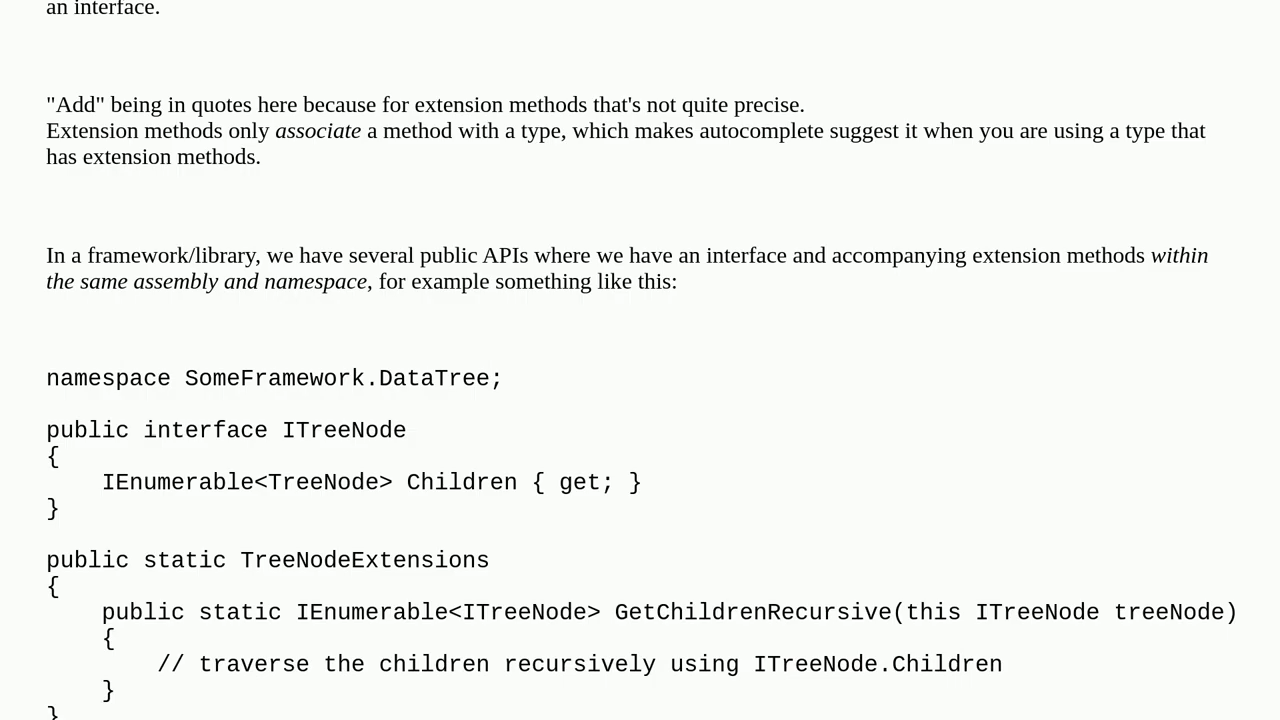 an interface.
"Add" being in quotes here because for extension methods that's not quite precise.
Extension methods only associate a method with a type, which makes autocomplete suggest it when you are using a type that
has extension methods.
In a framework/library, we have several public APIs where we have an interface and accompanying extension methods within
the same assembly and namespace, for example something like this:
namespace SomeFramework.DataTree;
public interface ITreeNode
{
    IEnumerable<TreeNode> Children { get; }
}
public static TreeNodeExtensions
{
    public static IEnumerable<ITreeNode> GetChildrenRecursive(this ITreeNode treeNode)
    {
        // traverse the children recursively using ITreeNode.Children
    }
}